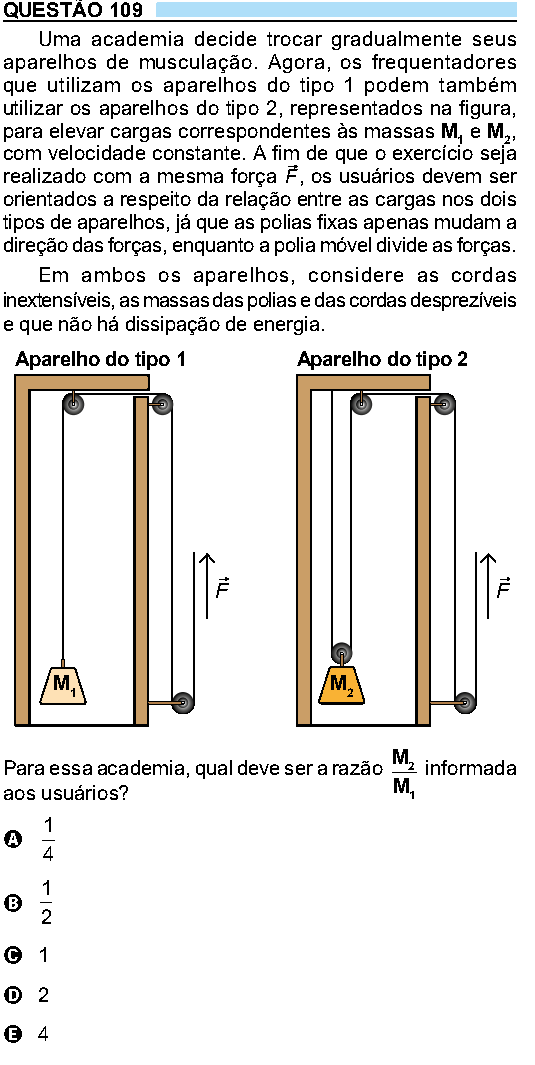 QUESTÃO 109
Uma academia decide trocar gradualmente seus
aparelhos de musculação. Agora, os frequentadores
que utilizam os aparelhos do tipo 1 podem também
utilizar os aparelhos do tipo 2, representados na figura,
para elevar cargas correspondentes às massas M₁ e M₂,
com velocidade constante. A fim de que o exercício seja
realizado com a mesma força F⃗, os usuários devem ser
orientados a respeito da relação entre as cargas nos dois
tipos de aparelhos, já que as polias fixas apenas mudam a
direção das forças, enquanto a polia móvel divide as forças.
Em ambos os aparelhos, considere as cordas
inextensíveis, as massas das polias e das cordas desprezíveis
e que não há dissipação de energia.
Aparelho do tipo 1
F⃗
M₁
Aparelho do tipo 2
F⃗
M₂
Para essa academia, qual deve ser a razão M₂/M₁ informada
aos usuários?
A 1/4
B 1/2
C 1
D 2
E 4